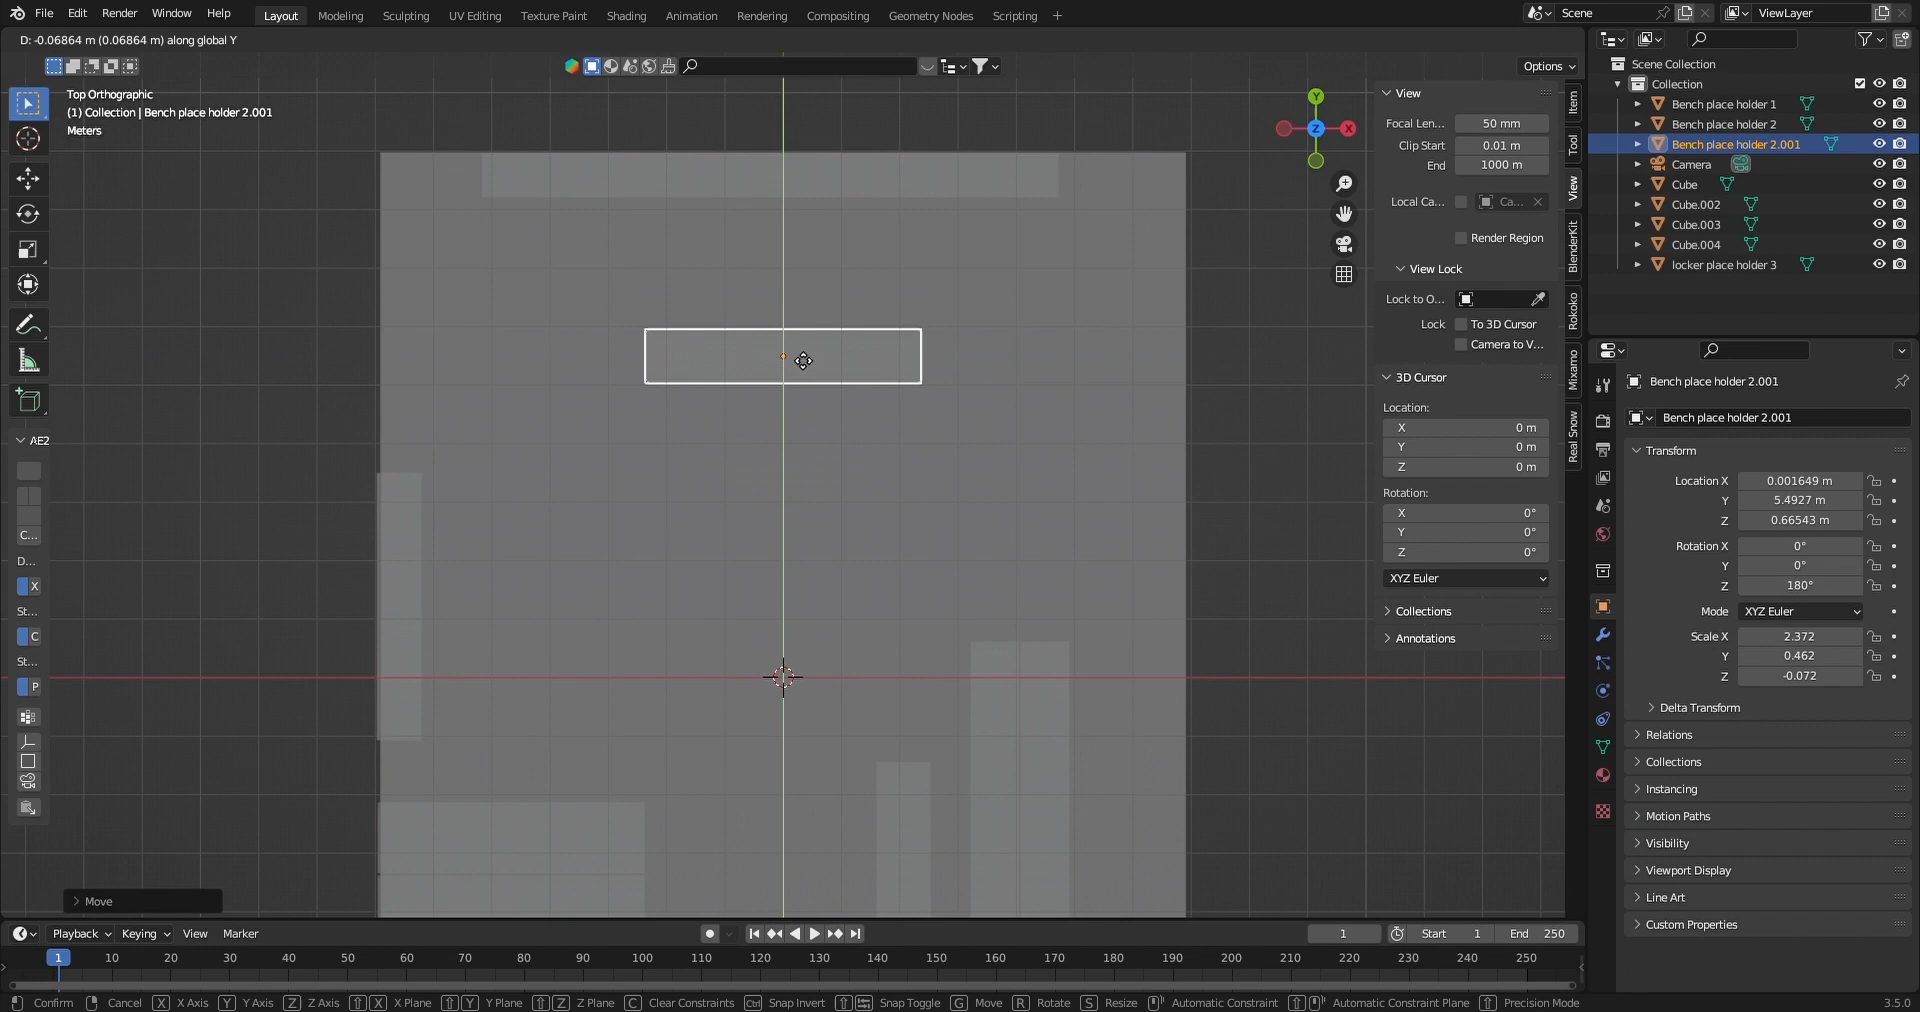 File Edit Render Window Help Layout Modeling Sculpting UV Editing Texture Paint Shading Animation Rendering Compositing Geometry Nodes Scripting + Scene ViewLayer
D: -0.06864 m (0.06864 m) along global Y
Options
Top Orthographic
(1) Collection | Bench place holder 2.001
Meters
Y
Z
X
AE2
C...
D...
X
St...
C
St...
P
Move
View
Focal Len... 50 mm
Clip Start 0.01 m
End 1000 m
Local Ca... Ca...
Render Region
View Lock
Lock to O...
Lock To 3D Cursor
Camera to V...
3D Cursor
Location:
X 0 m
Y 0 m
Z 0 m
Rotation:
X 0°
Y 0°
Z 0°
XYZ Euler
Collections
Annotations
Item
Tool
View
BlenderKit
Rokoko
Mixamo
Real Snow
Scene Collection
Collection
Bench place holder 1
Bench place holder 2
Bench place holder 2.001
Camera
Cube
Cube.002
Cube.003
Cube.004
locker place holder 3
Bench place holder 2.001
Bench place holder 2.001
Transform
Location X 0.001649 m
Y 5.4927 m
Z 0.66543 m
Rotation X 0°
Y 0°
Z 180°
Mode XYZ Euler
Scale X 2.372
Y 0.462
Z -0.072
Delta Transform
Relations
Collections
Instancing
Motion Paths
Visibility
Viewport Display
Line Art
Custom Properties
Playback Keying View Marker 1 Start 1 End 250
1 10 20 30 40 50 60 70 80 90 100 110 120 130 140 150 160 170 180 190 200 210 220 230 240 250
Confirm Cancel X X Axis Y Y Axis Z Z Axis X X Plane Y Y Plane Z Z Plane C Clear Constraints Ctrl Snap Invert Snap Toggle G Move R Rotate S Resize Automatic Constraint Automatic Constraint Plane Precision Mode 3.5.0